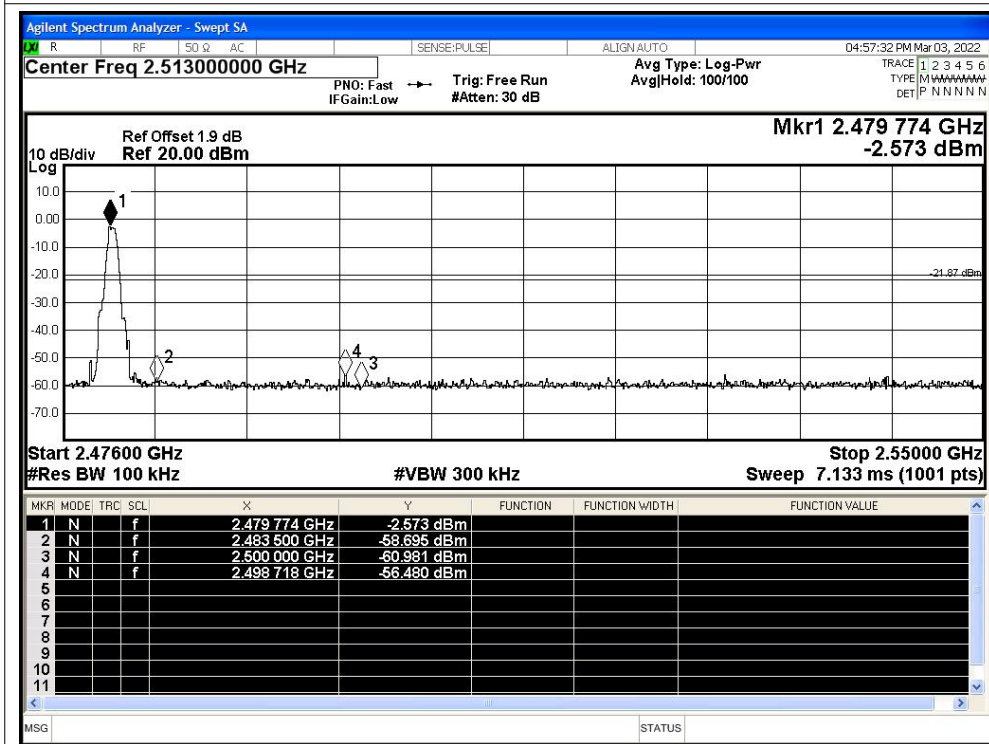 Agilent Spectrum Analyzer - Swept SA
LXI R RF 50 Ω AC SENSE:PULSE ALIGN AUTO 04:57:32 PM Mar 03, 2022
Center Freq 2.513000000 GHz
PNO: Fast
IFGain:Low
Trig: Free Run
#Atten: 30 dB
Avg Type: Log-Pwr
Avg|Hold: 100/100
TRACE 1 2 3 4 5 6
TYPE M
DET P N N N N N
Mkr1 2.479 774 GHz
-2.573 dBm
Ref Offset 1.9 dB
10 dB/div Ref 20.00 dBm
Log
10.0
0.00
-10.0
-20.0
-30.0
-40.0
-50.0
-60.0
-70.0
1
2
4
3
-21.87 dBm
Start 2.47600 GHz Stop 2.55000 GHz
#Res BW 100 kHz #VBW 300 kHz Sweep 7.133 ms (1001 pts)
MKR MODE TRC SCL X Y FUNCTION FUNCTION WIDTH FUNCTION VALUE
1 N f 2.479 774 GHz -2.573 dBm
2 N f 2.483 500 GHz -58.695 dBm
3 N f 2.500 000 GHz -60.981 dBm
4 N f 2.498 718 GHz -56.480 dBm
5
6
7
8
9
10
11
MSG STATUS